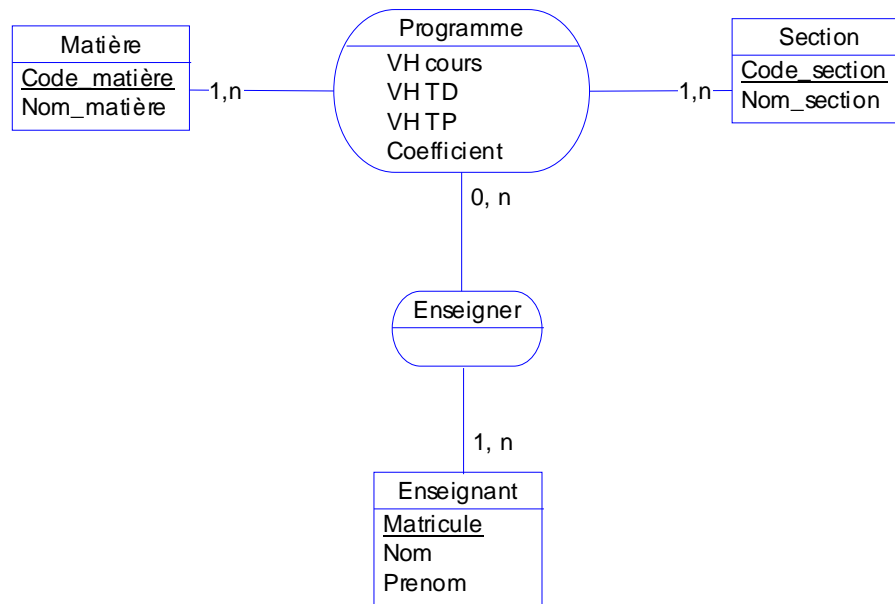 Matière
Code_matière
Nom_matière
1,n
Programme
VH cours
VH TD
VH TP
Coefficient
1,n
Section
Code_section
Nom_section
0, n
Enseigner
1, n
Enseignant
Matricule
Nom
Prenom